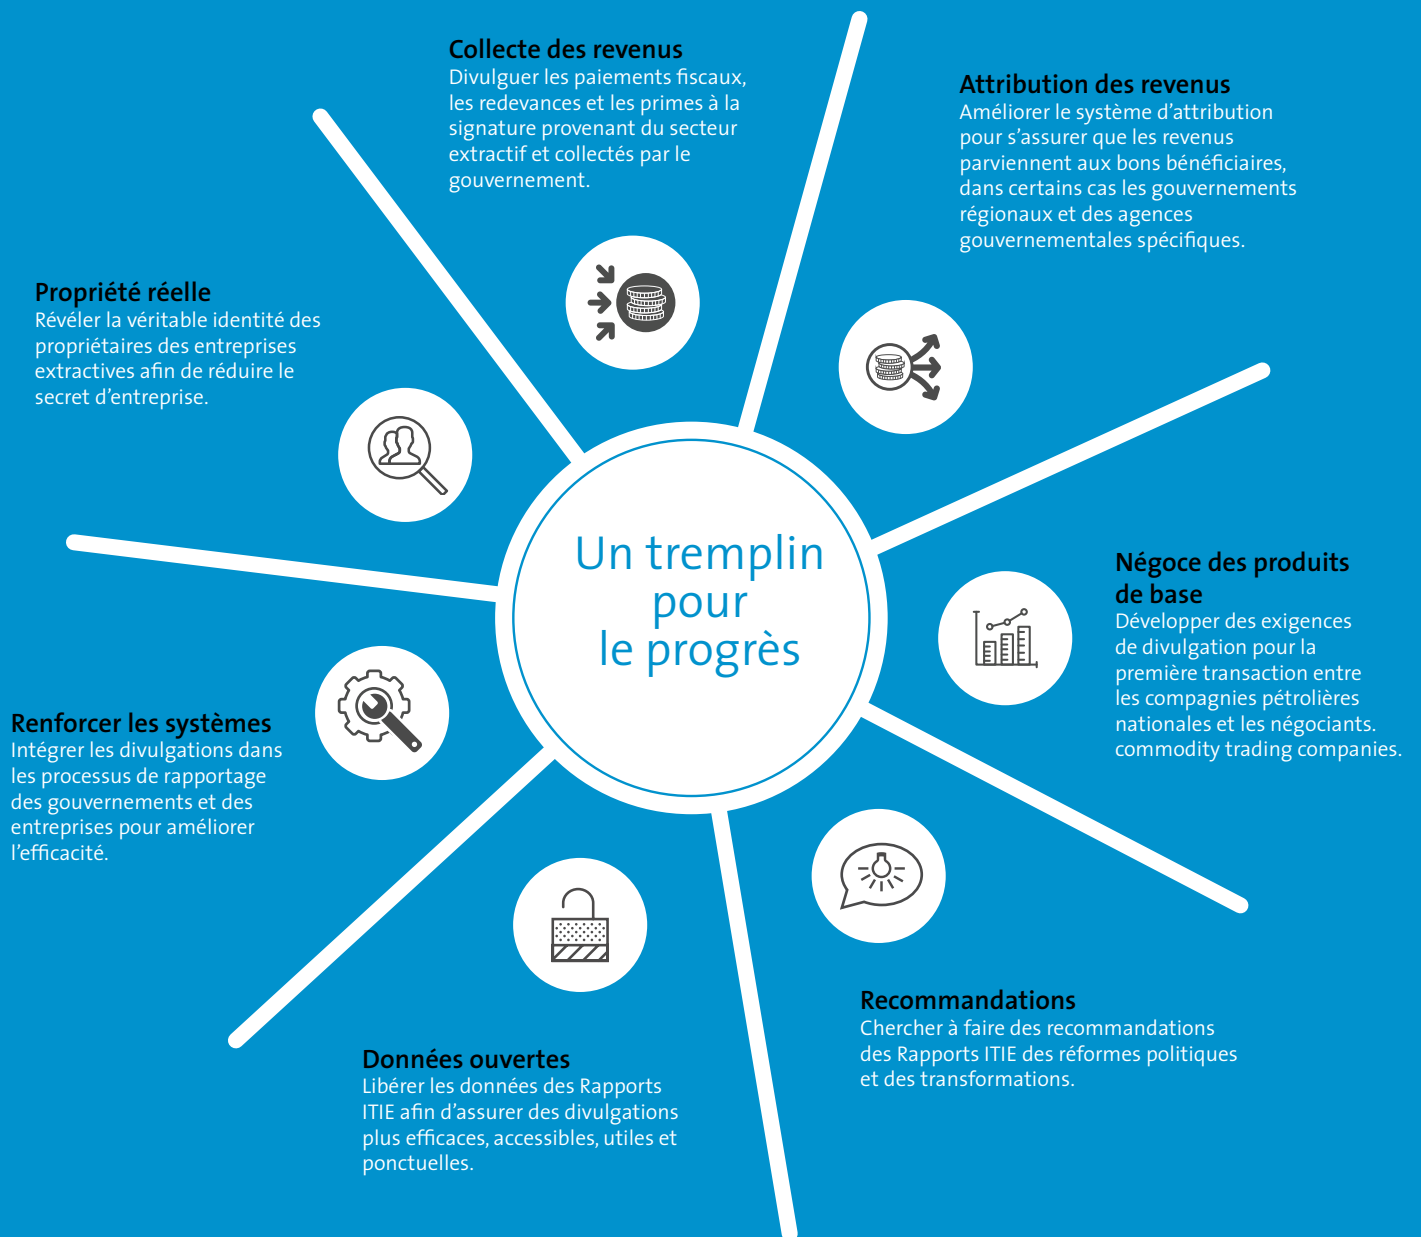 Collecte des revenus
Divulguer les paiements fiscaux,
les redevances et les primes à la
signature provenant du secteur
extractif et collectés par le
gouvernement.
Attribution des revenus
Améliorer le système d'attribution
pour s'assurer que les revenus
parviennent aux bons bénéficiaires,
dans certains cas les gouvernements
régionaux et des agences
gouvernementales spécifiques.
Propriété réelle
Révéler la véritable identité des
propriétaires des entreprises
extractives afin de réduire le
secret d'entreprise.
Un tremplin
pour
le progrès
Négoce des produits
de base
Développer des exigences
de divulgation pour la
première transaction entre
les compagnies pétrolières
nationales et les négociants.
commodity trading companies.
Renforcer les systèmes
Intégrer les divulgations dans
les processus de rapportage
des gouvernements et des
entreprises pour améliorer
l'efficacité.
Recommandations
Chercher à faire des recommandations
des Rapports ITIE des réformes politiques
et des transformations.
Données ouvertes
Libérer les données des Rapports
ITIE afin d'assurer des divulgations
plus efficaces, accessibles, utiles et
ponctuelles.